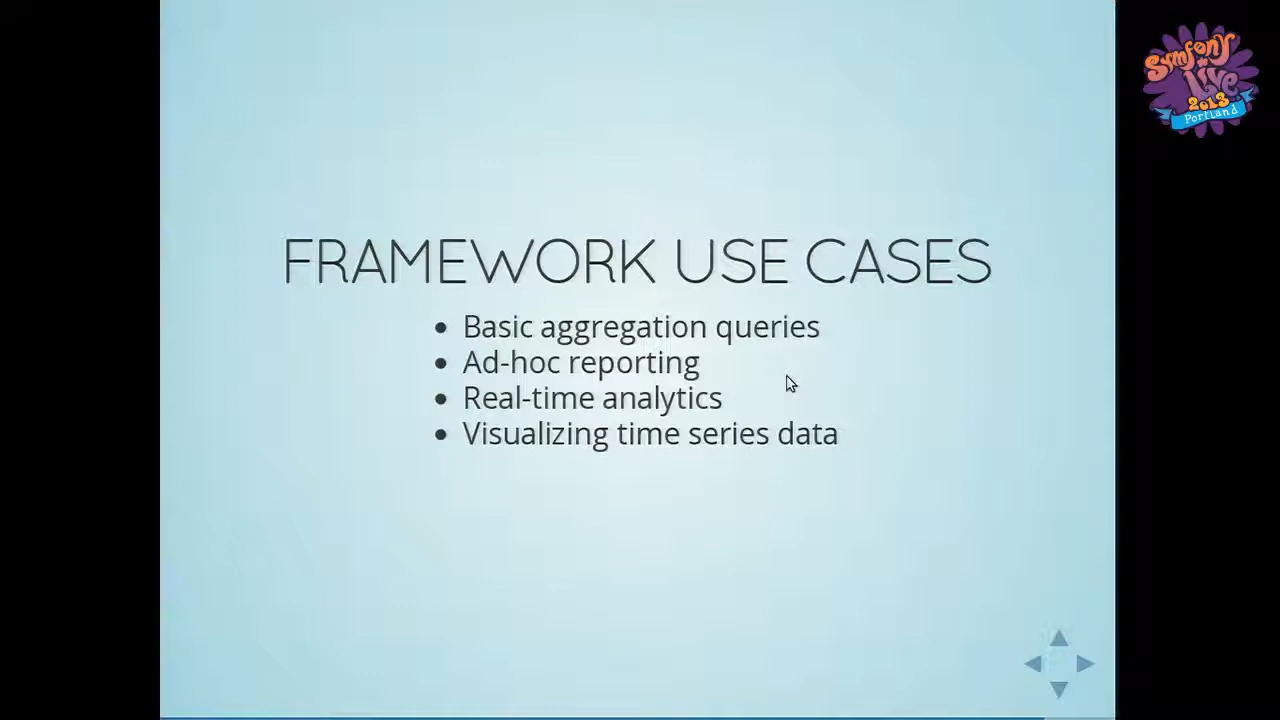 Symfony
Live
2013
Portland
FRAMEWORK USE CASES
• Basic aggregation queries
• Ad-hoc reporting
• Real-time analytics
• Visualizing time series data